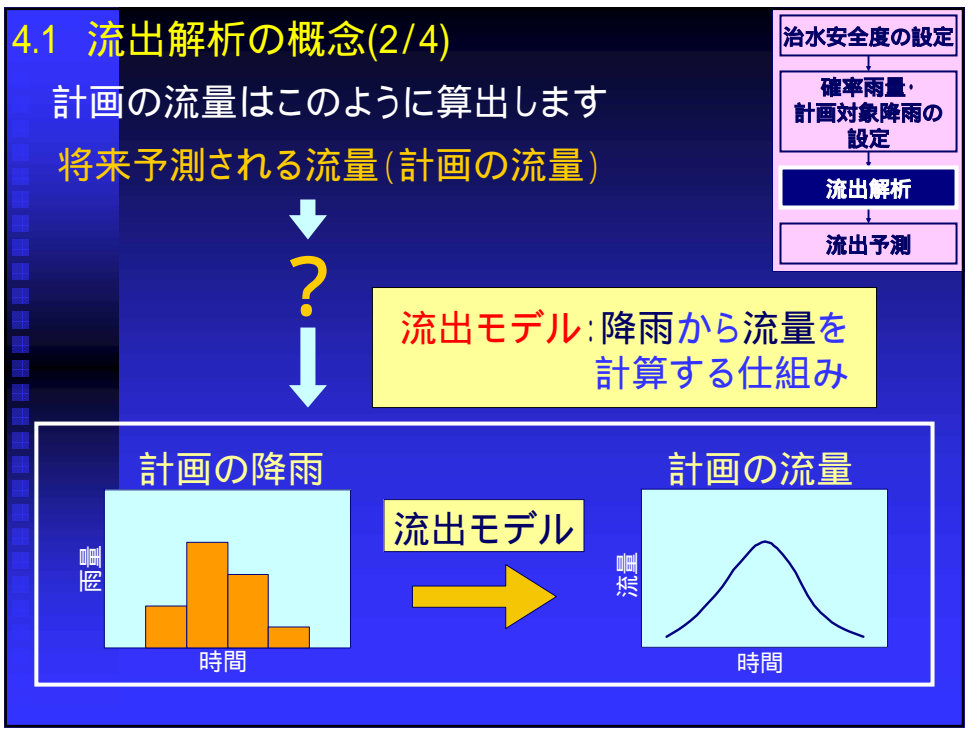 4.1 流出解析の概念(2/4)
計画の流量はこのように算出します
将来予測される流量(計画の流量)
?
流出モデル:降雨から流量を
計算する仕組み
治水安全度の設定
確率雨量・
計画対象降雨の
設定
流出解析
流出予測
計画の降雨
雨量
時間
流出モデル
計画の流量
流量
時間